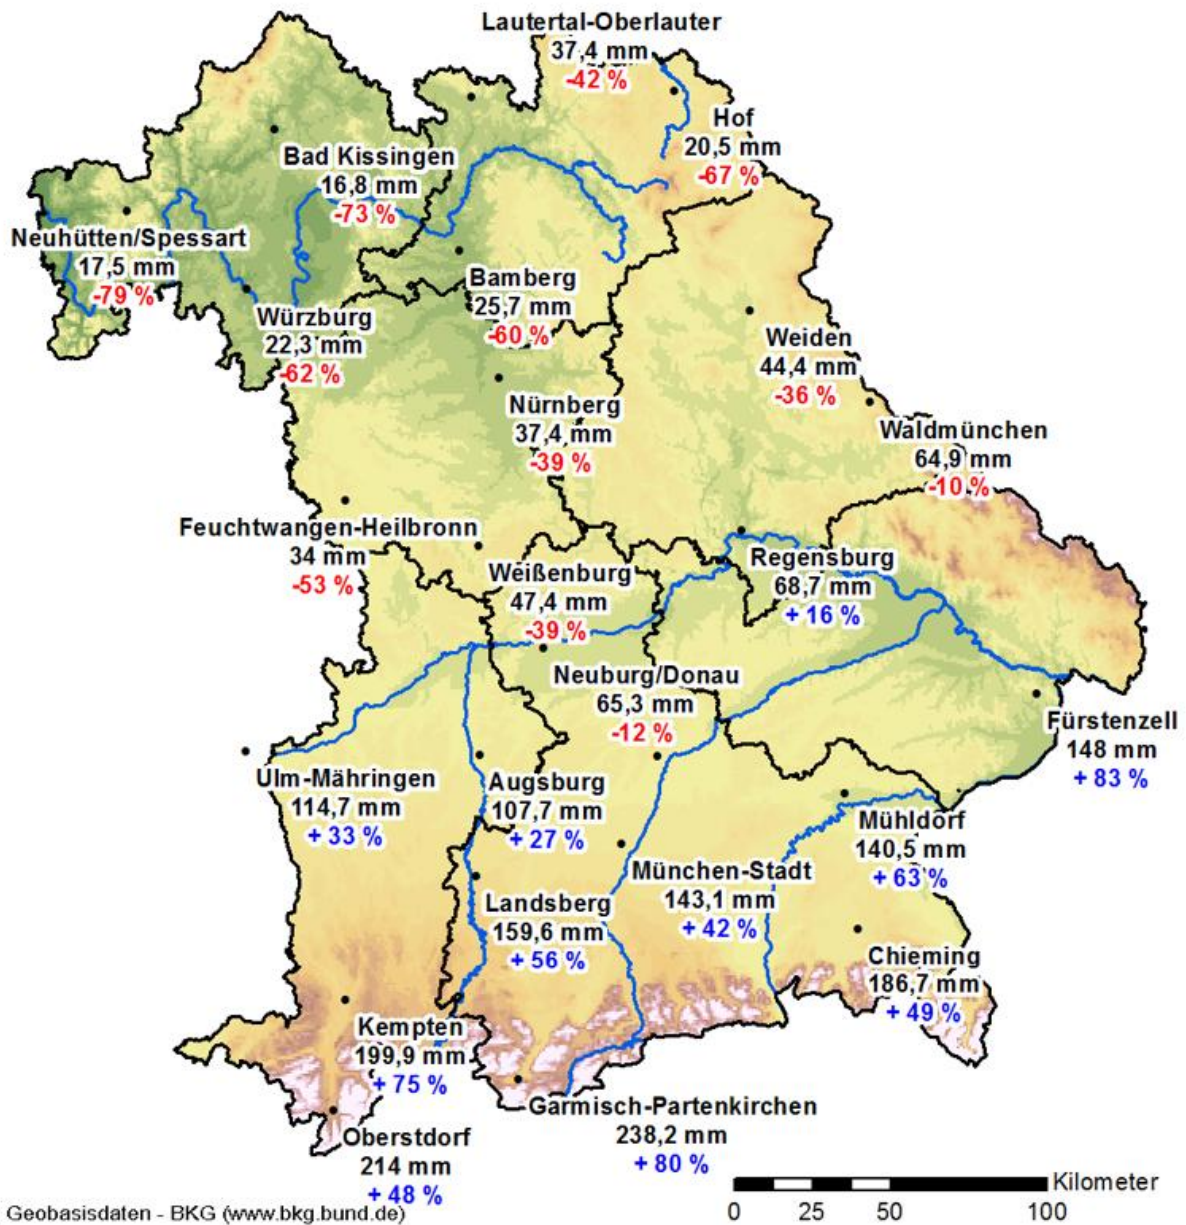 Lautertal-Oberlauter
37,4 mm
-42 %
Hof
20,5 mm
-67 %
Bad Kissingen
16,8 mm
-73 %
Neuhütten/Spessart
17,5 mm
-79 %
Bamberg
25,7 mm
-60 %
Würzburg
22,3 mm
-62 %
Weiden
44,4 mm
-36 %
Nürnberg
37,4 mm
-39 %
Waldmünchen
64,9 mm
-10 %
Feuchtwangen-Heilbronn
34 mm
-53 %
Weißenburg
47,4 mm
-39 %
Regensburg
68,7 mm
+ 16 %
Neuburg/Donau
65,3 mm
-12 %
Fürstenzell
148 mm
+ 83 %
Ulm-Mähringen
114,7 mm
+ 33 %
Augsburg
107,7 mm
+ 27 %
Mühldorf
140,5 mm
+ 63 %
München-Stadt
143,1 mm
+ 42 %
Landsberg
159,6 mm
+ 56 %
Chieming
186,7 mm
+ 49 %
Kempten
199,9 mm
+ 75 %
Garmisch-Partenkirchen
238,2 mm
+ 80 %
Oberstdorf
214 mm
+ 48 %
Kilometer
0 25 50 100
Geobasisdaten - BKG (www.bkg.bund.de)